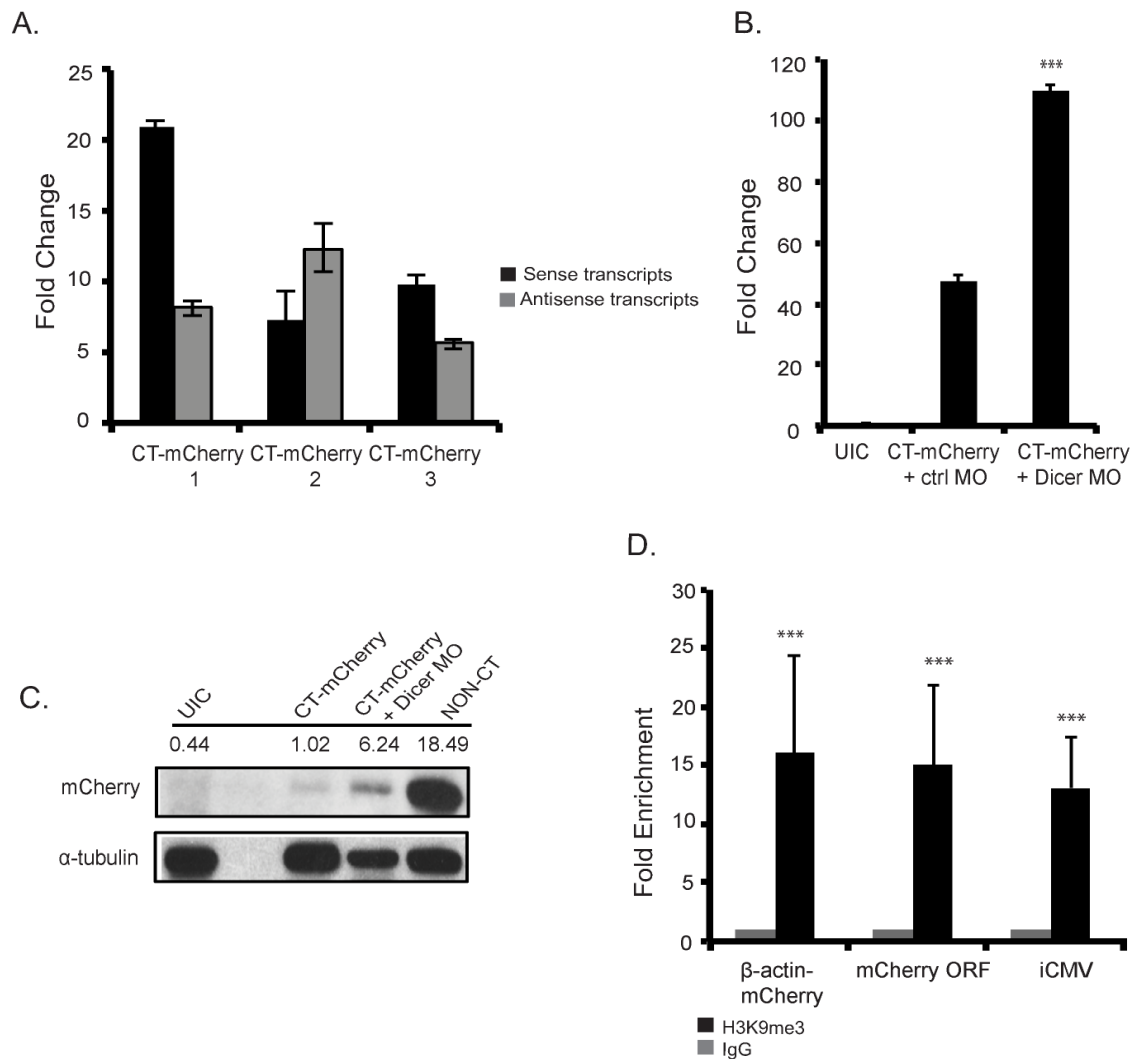 A.
25
20
15
10
5
0
Fold Change
CT-mCherry
1
CT-mCherry
2
CT-mCherry
3
Sense transcripts
Antisense transcripts
B.
120
100
80
60
40
20
0
Fold Change
***
UIC
CT-mCherry
+ ctrl MO
CT-mCherry
+ Dicer MO
C.
UIC
CT-mCherry
CT-mCherry
+ Dicer MO
NON-CT
0.44
1.02
6.24
18.49
mCherry
α-tubulin
D.
30
25
20
15
10
5
0
Fold Enrichment
***
***
***
β-actin-
mCherry
mCherry ORF
iCMV
H3K9me3
IgG